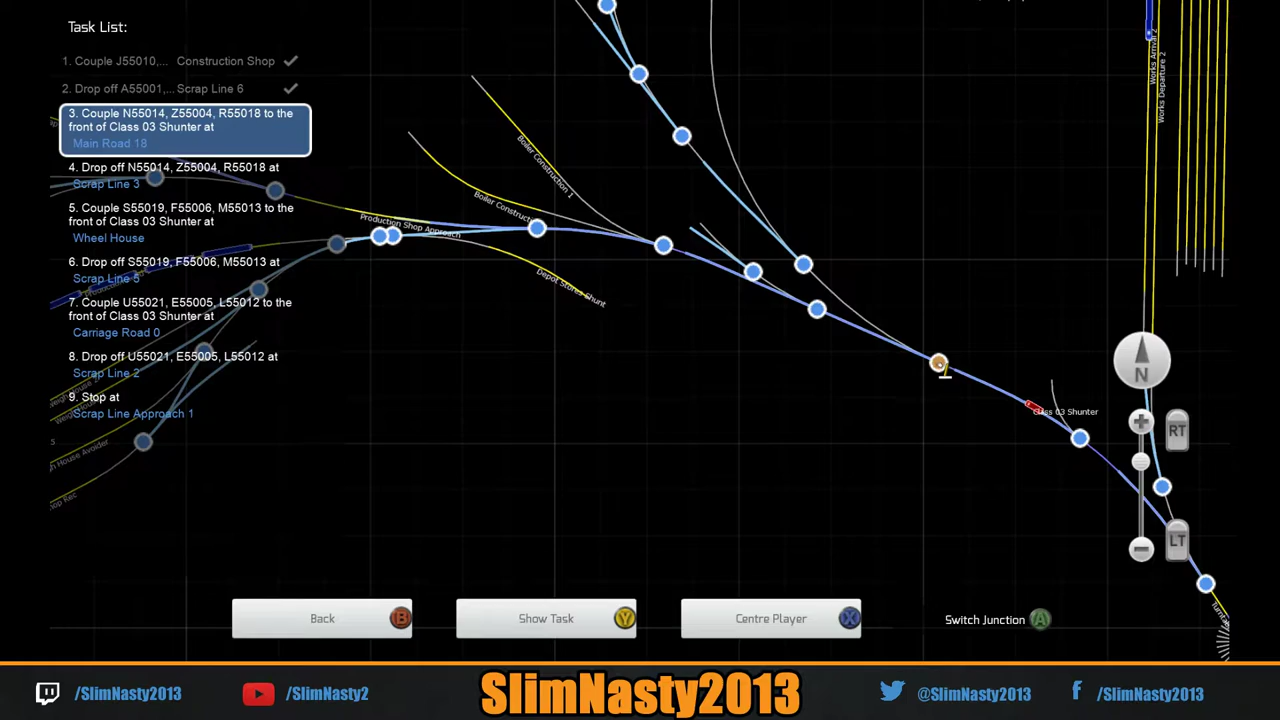 Task List:
1. Couple J55010,... Construction Shop
2. Drop off A55001,... Scrap Line 6
3. Couple N55014, Z55004, R55018 to the
front of Class 03 Shunter at
Main Road 18
4. Drop off N55014, Z55004, R55018 at
Scrap Line 3
5. Couple S55019, F55006, M55013 to the
front of Class 03 Shunter at
Wheel House
6. Drop off S55019, F55006, M55013 at
Scrap Line 5
7. Couple U55021, E55005, L55012 to the
front of Class 03 Shunter at
Carriage Road 0
8. Drop off U55021, E55005, L55012 at
Scrap Line 2
9. Stop at
Scrap Line Approach 1
Works Arrival 2
Works Departure 2
Boiler Construction 1
Boiler Construct
Production Shop Approach
Depot Stores Shunt
Class 03 Shunter
N
RT
LT
Back B
Show Task Y
Centre Player X
Switch Junction A
/SlimNasty2013
/SlimNasty2
SlimNasty2013
@SlimNasty2013
/SlimNasty2013